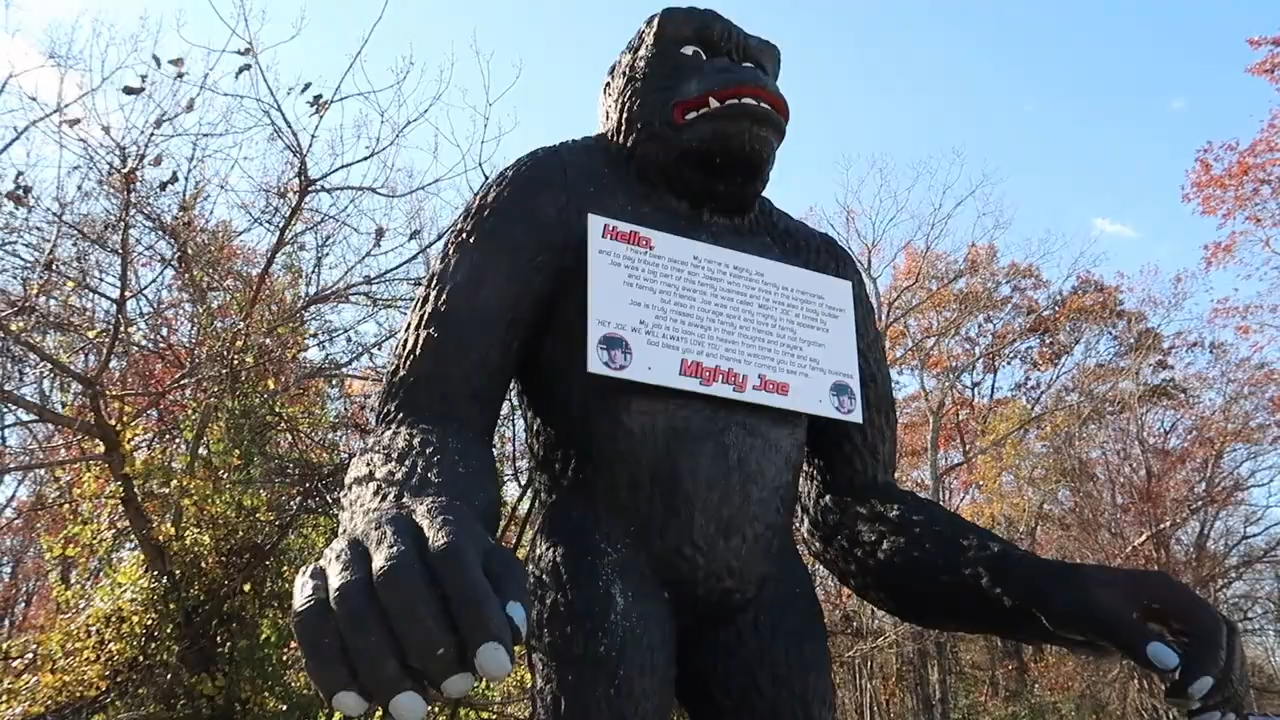 Hello,
My name is Mighty Joe
I have been placed here by the Valenzano family as a memorial,
and to pay tribute to their son Joseph who now lives in the kingdom of heaven
Joe was a big part of this family business and he was also a body builder
and won many awards. He was called "MIGHTY JOE" at times by
his family and friends. Joe was not only mighty in his appearance
but also in courage, spirit and love of family
Joe is truly missed by his family and friends but not forgotten
and he is always in their thoughts and prayers
My job is to look up to heaven from time to time and say
"HEY JOE, WE WILL ALWAYS LOVE YOU" and to welcome you to our family business
God bless you all and thanks for coming to see me...
Mighty Joe